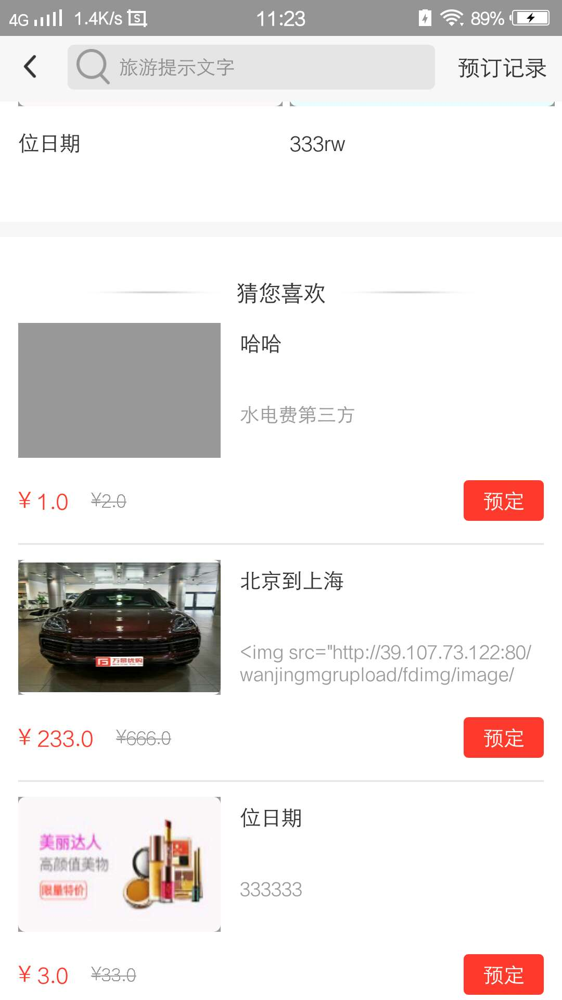 4G 1.4K/s S 11:23 89%
旅游提示文字 预订记录
位日期 333rw
猜您喜欢
哈哈
水电费第三方
¥ 1.0 ¥2.0 预定
北京到上海
万景优购
<img src="http://39.107.73.122:80/
wanjingmgrupload/fdimg/image/
¥ 233.0 ¥666.0 预定
位日期
美丽达人
高颜值美物
限量特价
333333
¥ 3.0 ¥33.0 预定